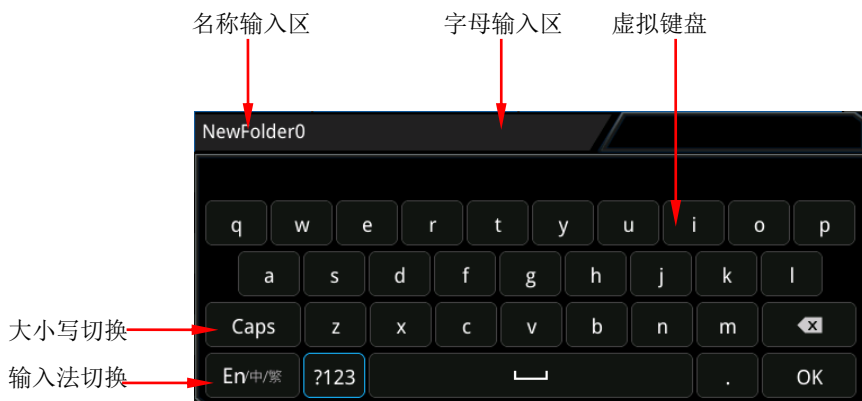 名称输入区 字母输入区 虚拟键盘
NewFolder0
q w e r t y u i o p
a s d f g h j k l
大小写切换 Caps z x c v b n m x
输入法切换 En/中/繁 ?123 . OK